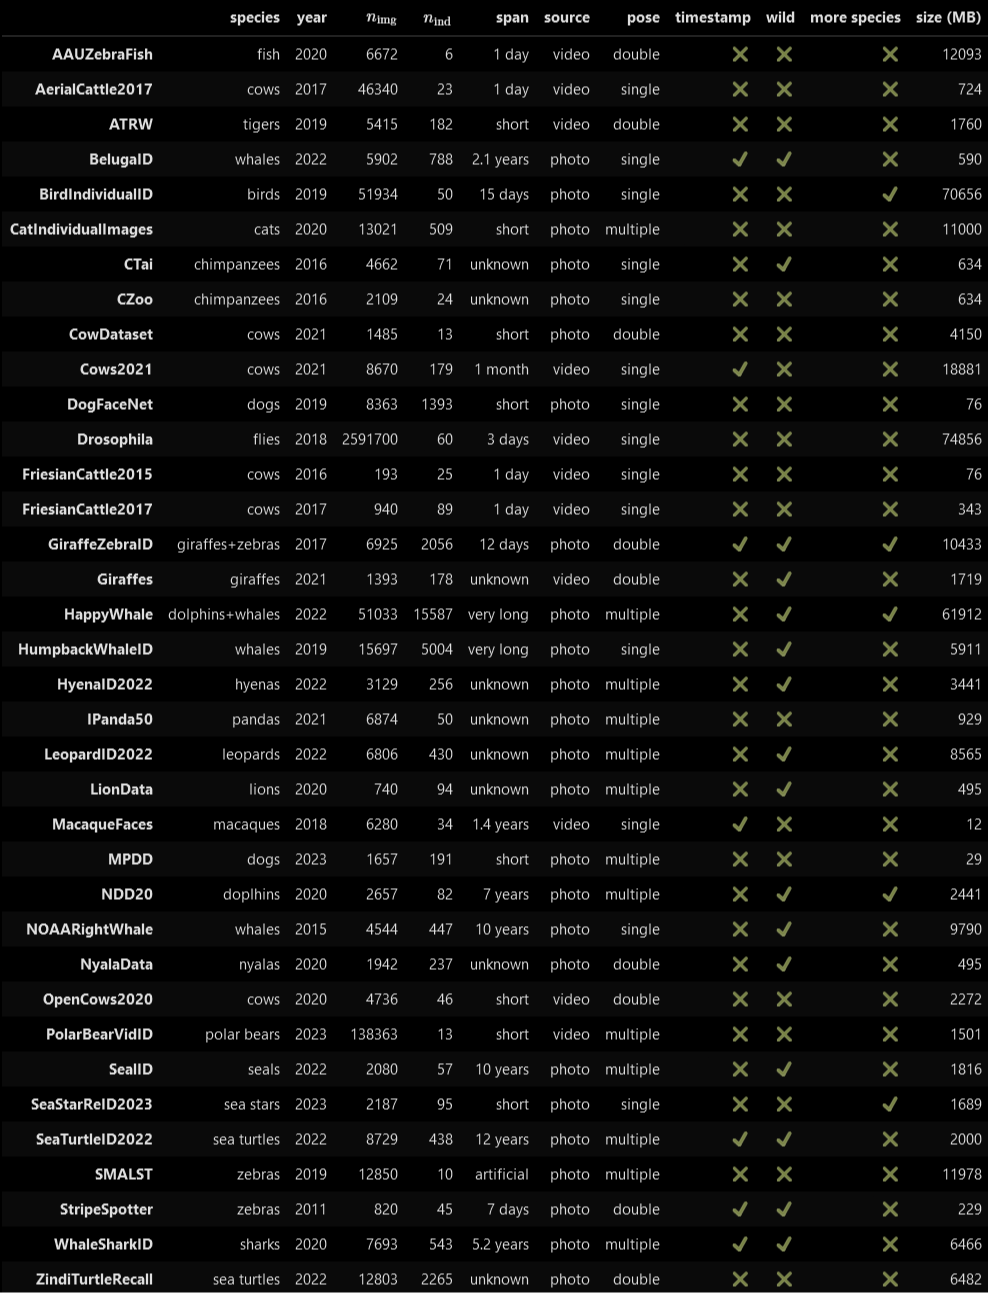 species year n_img n_ind span source pose timestamp wild more species size (MB)
AAUZebraFish fish 2020 6672 6 1 day video double ✗ ✗ ✗ 12093
AerialCattle2017 cows 2017 46340 23 1 day video single ✗ ✗ ✗ 724
ATRW tigers 2019 5415 182 short video double ✗ ✗ ✗ 1760
BelugaID whales 2022 5902 788 2.1 years photo single ✓ ✓ ✗ 590
BirdIndividualID birds 2019 51934 50 15 days photo single ✗ ✗ ✓ 70656
CatIndividualImages cats 2020 13021 509 short photo multiple ✗ ✗ ✗ 11000
CTai chimpanzees 2016 4662 71 unknown photo single ✗ ✓ ✗ 634
CZoo chimpanzees 2016 2109 24 unknown photo single ✗ ✗ ✗ 634
CowDataset cows 2021 1485 13 short photo double ✗ ✗ ✗ 4150
Cows2021 cows 2021 8670 179 1 month video single ✓ ✗ ✗ 18881
DogFaceNet dogs 2019 8363 1393 short photo single ✗ ✗ ✗ 76
Drosophila flies 2018 2591700 60 3 days video single ✗ ✗ ✗ 74856
FriesianCattle2015 cows 2016 193 25 1 day video single ✗ ✗ ✗ 76
FriesianCattle2017 cows 2017 940 89 1 day video single ✗ ✗ ✗ 343
GiraffeZebraID giraffes+zebras 2017 6925 2056 12 days photo double ✓ ✓ ✓ 10433
Giraffes giraffes 2021 1393 178 unknown video double ✗ ✓ ✗ 1719
HappyWhale dolphins+whales 2022 51033 15587 very long photo multiple ✗ ✓ ✓ 61912
HumpbackWhaleID whales 2019 15697 5004 very long photo single ✗ ✓ ✗ 5911
HyenaID2022 hyenas 2022 3129 256 unknown photo multiple ✗ ✓ ✗ 3441
IPanda50 pandas 2021 6874 50 unknown photo multiple ✗ ✗ ✗ 929
LeopardID2022 leopards 2022 6806 430 unknown photo multiple ✗ ✓ ✗ 8565
LionData lions 2020 740 94 unknown photo multiple ✗ ✓ ✗ 495
MacaqueFaces macaques 2018 6280 34 1.4 years video single ✓ ✗ ✗ 12
MPDD dogs 2023 1657 191 short photo multiple ✗ ✗ ✗ 29
NDD20 doplhins 2020 2657 82 7 years photo multiple ✗ ✓ ✓ 2441
NOAARightWhale whales 2015 4544 447 10 years photo single ✗ ✓ ✗ 9790
NyalaData nyalas 2020 1942 237 unknown photo double ✗ ✓ ✗ 495
OpenCows2020 cows 2020 4736 46 short video double ✗ ✗ ✗ 2272
PolarBearVidID polar bears 2023 138363 13 short video multiple ✗ ✗ ✗ 1501
SealID seals 2022 2080 57 10 years photo multiple ✗ ✓ ✗ 1816
SeaStarReID2023 sea stars 2023 2187 95 short photo single ✗ ✗ ✓ 1689
SeaTurtleID2022 sea turtles 2022 8729 438 12 years photo multiple ✓ ✓ ✗ 2000
SMALST zebras 2019 12850 10 artificial photo multiple ✗ ✗ ✗ 11978
StripeSpotter zebras 2011 820 45 7 days photo double ✓ ✓ ✗ 229
WhaleSharkID sharks 2020 7693 543 5.2 years photo multiple ✓ ✓ ✗ 6466
ZindiTurtleRecall sea turtles 2022 12803 2265 unknown photo double ✗ ✗ ✗ 6482